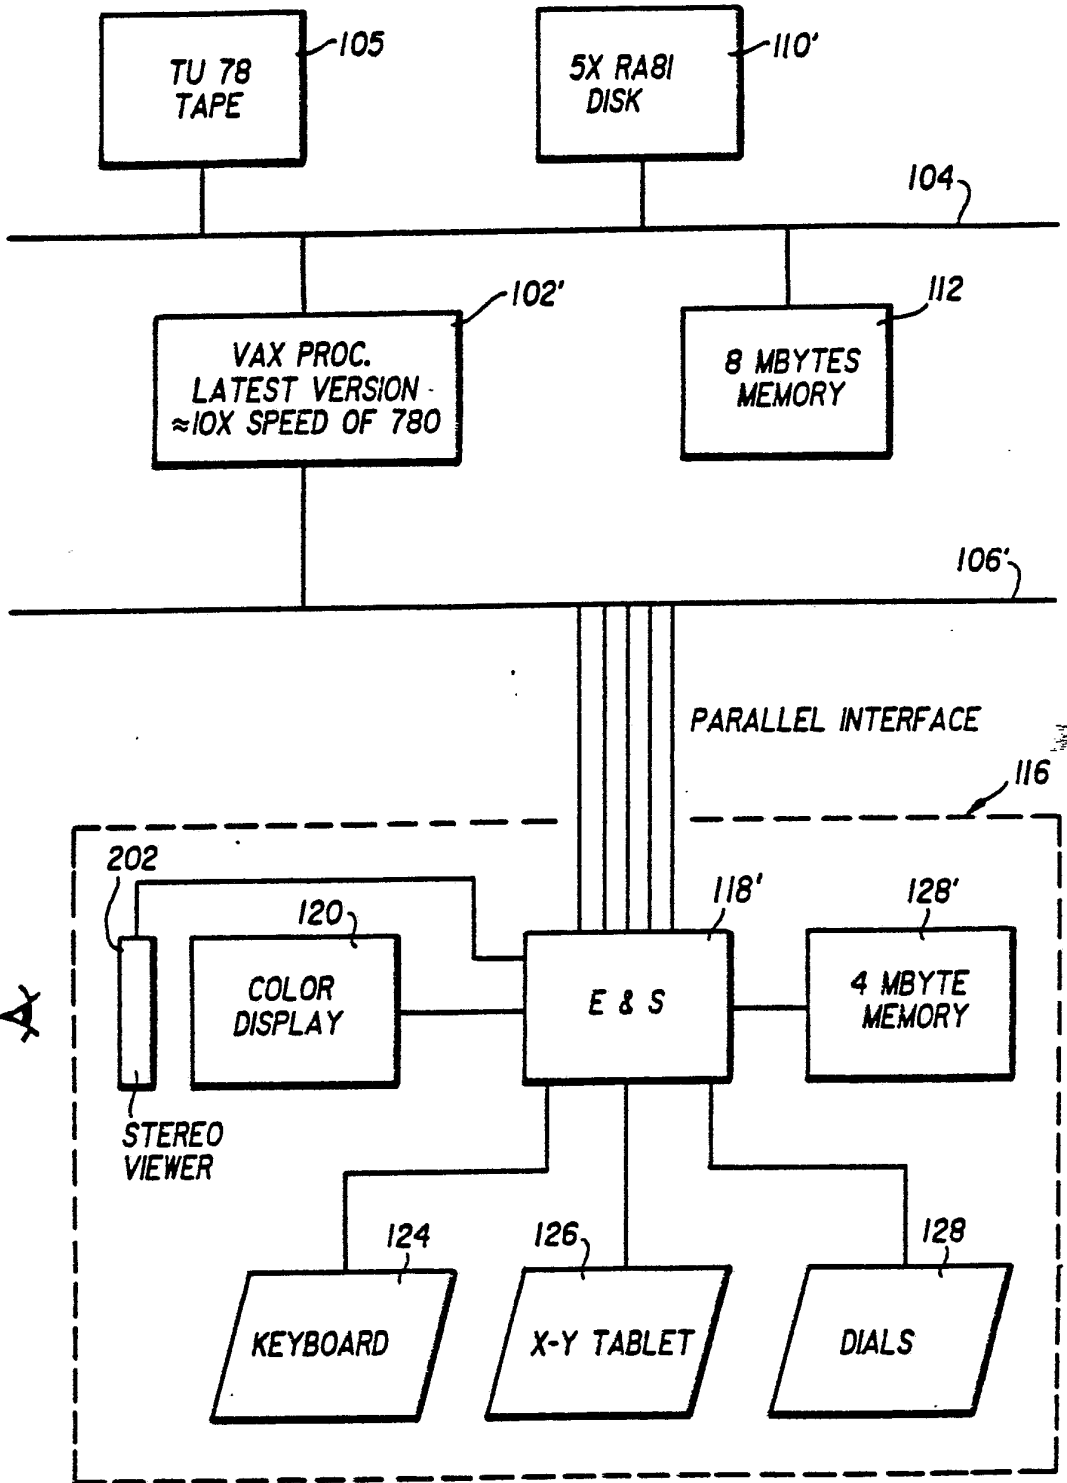 105
TU 78
TAPE
110'
5X RA81
DISK
104
102'
VAX PROC.
LATEST VERSION
≈10X SPEED OF 780
112
8 MBYTES
MEMORY
106'
PARALLEL INTERFACE
116
202
120
COLOR
DISPLAY
118'
E & S
128'
4 MBYTE
MEMORY
STEREO
VIEWER
124
KEYBOARD
126
X-Y TABLET
128
DIALS